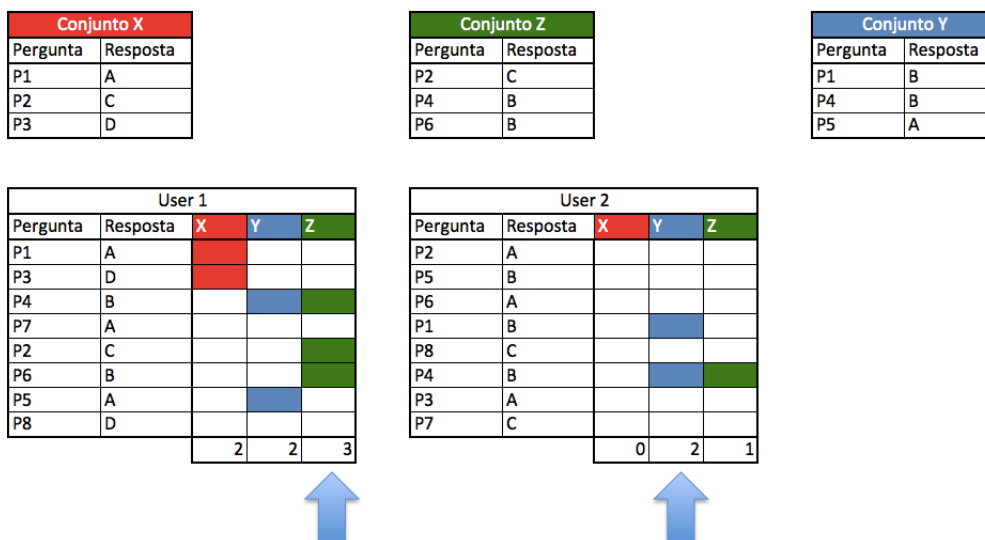 Conjunto X Conjunto Z Conjunto Y
Pergunta Resposta Pergunta Resposta Pergunta Resposta
P1 A P2 C P1 B
P2 C P4 B P4 B
P3 D P6 B P5 A
User 1 User 2
Pergunta Resposta X Y Z Pergunta Resposta X Y Z
P1 A P2 A
P3 D P5 B
P4 B P6 A
P7 A P1 B
P2 C P8 C
P6 B P4 B
P5 A P3 A
P8 D P7 C
2 2 3 0 2 1